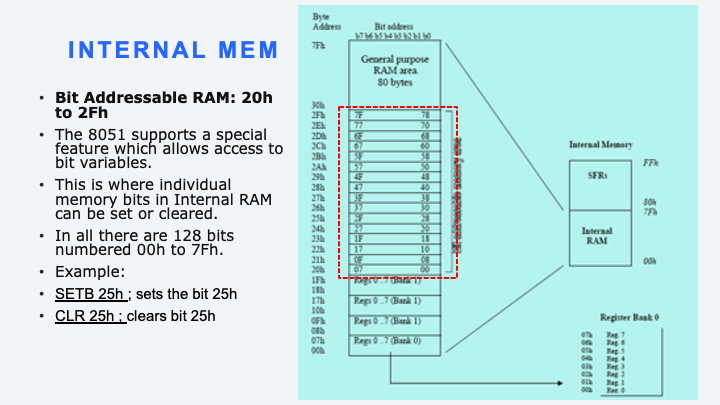 INTERNAL MEM
• Bit Addressable RAM: 20h
to 2Fh
• The 8051 supports a special
feature which allows access to
bit variables.
• This is where individual
memory bits in Internal RAM
can be set or cleared.
• In all there are 128 bits
numbered 00h to 7Fh.
• Example:
• SETB 25h ; sets the bit 25h
• CLR 25h ; clears bit 25h
Byte
Address
Bit address
b7 b6 b5 b4 b3 b2 b1 b0
7Fh
General purpose
RAM area.
80 bytes
30h
2Fh 7F 78
2Eh 77 70
2Dh 6F 68
2Ch 67 60
2Bh 5F 58
2Ah 57 50
29h 4F 48
28h 47 40
27h 3F 38
26h 37 30
25h 2F 28
24h 27 20
23h 1F 18
22h 17 10
21h 0F 08
20h 07 00
1Fh Regs 0 ..7 (Bank 1)
18h
17h Regs 0 ..7 (Bank 1)
10h
0Fh Regs 0 ..7 (Bank 1)
08h
07h Regs 0 ..7 (Bank 0)
00h
Internal Memory
FFh
SFRs
80h
7Fh
Internal
RAM
00h
Register Bank 0
07h Reg. 7
06h Reg. 6
05h Reg. 5
04h Reg. 4
03h Reg. 3
02h Reg. 2
01h Reg. 1
00h Reg. 0